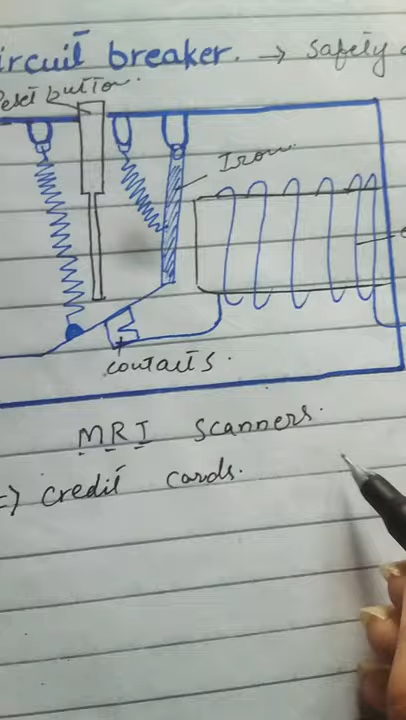 ircuit breaker. → Safety
Reset button.
Iron.
contacts.
MRI scanners.
=> credit cards.